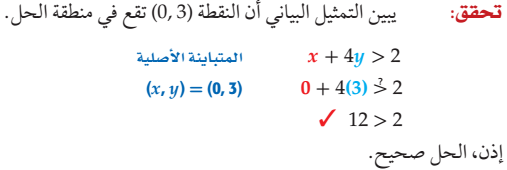 تحقق: يبين التمثيل البياني أن النقطة (0, 3) تقع في منطقة الحل.
x + 4y > 2 المتباينة الأصلية
0 + 4(3) >? 2 (x, y) = (0, 3)
✓ 12 > 2
إذن، الحل صحيح.